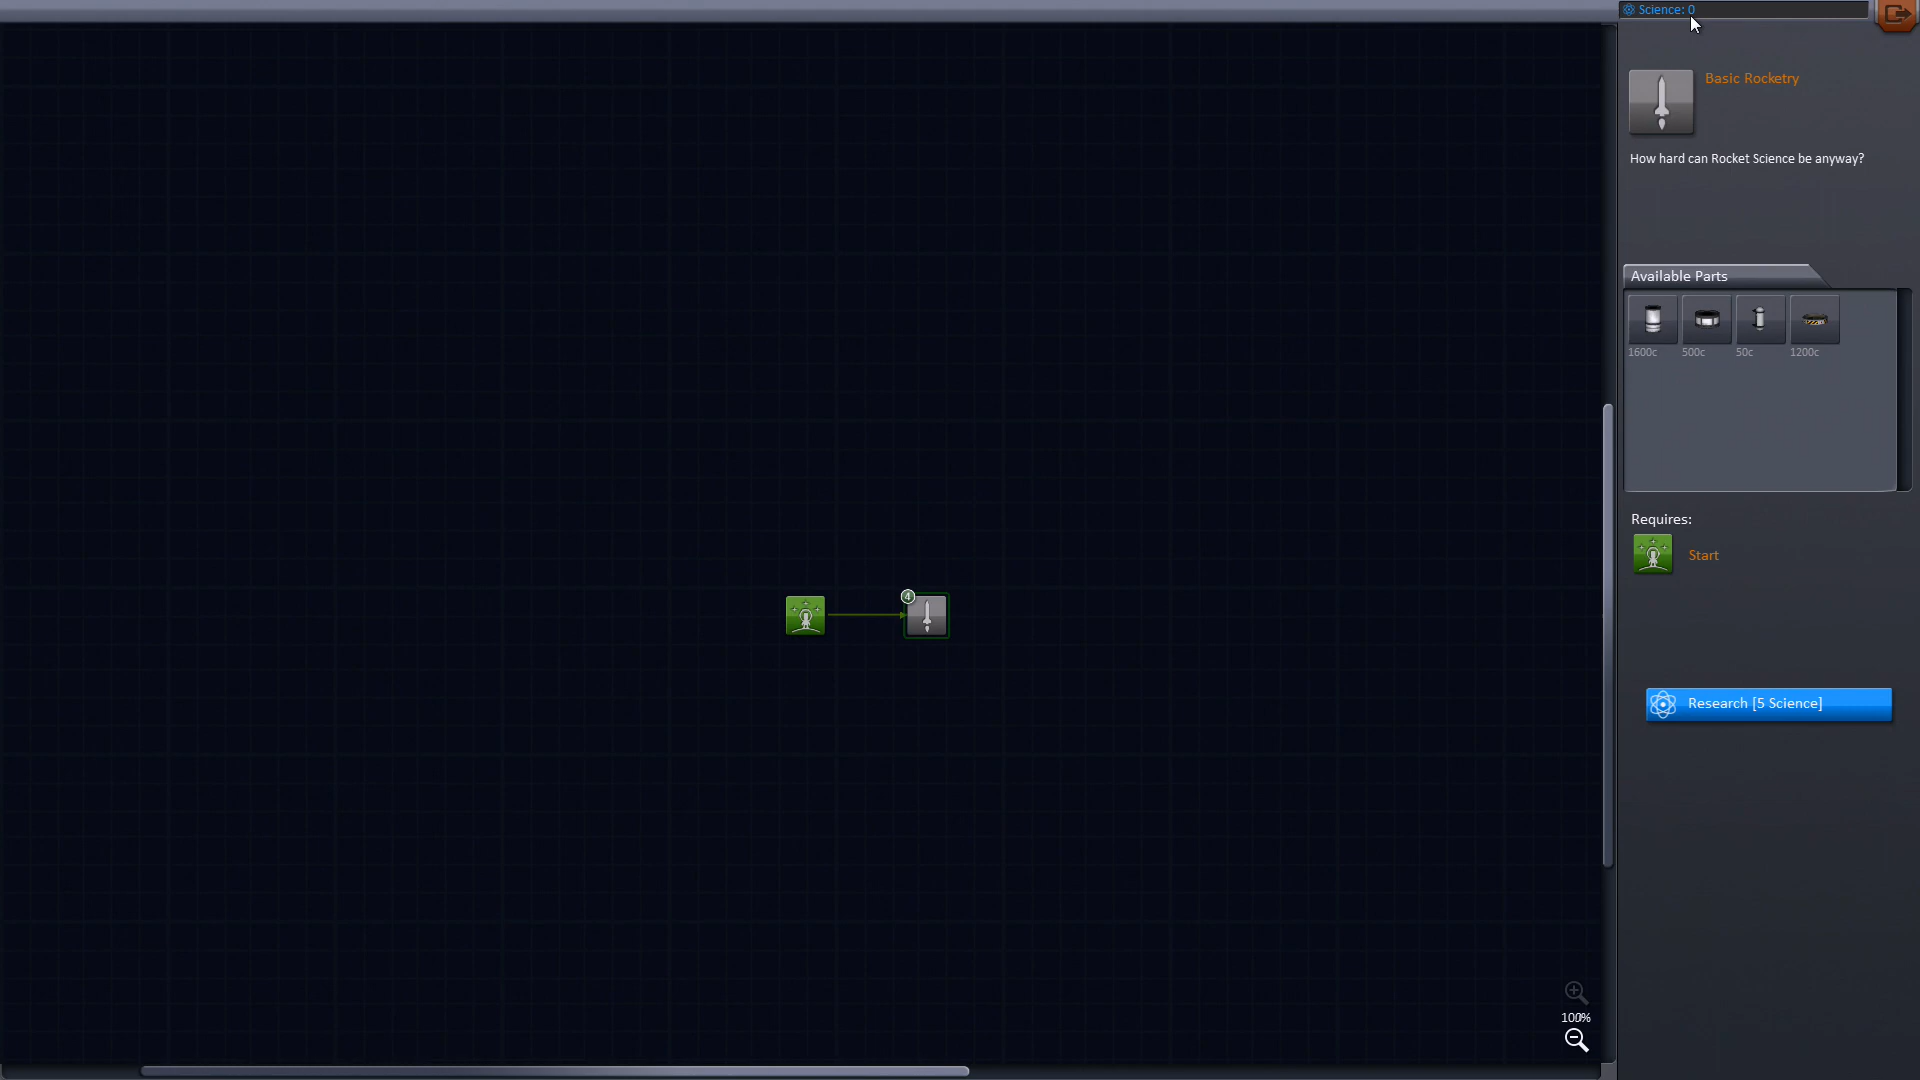 Science: 0
Basic Rocketry
How hard can Rocket Science be anyway?
Available Parts
1600c 500c 50c 1200c
Requires:
Start
4
Research [5 Science]
100%